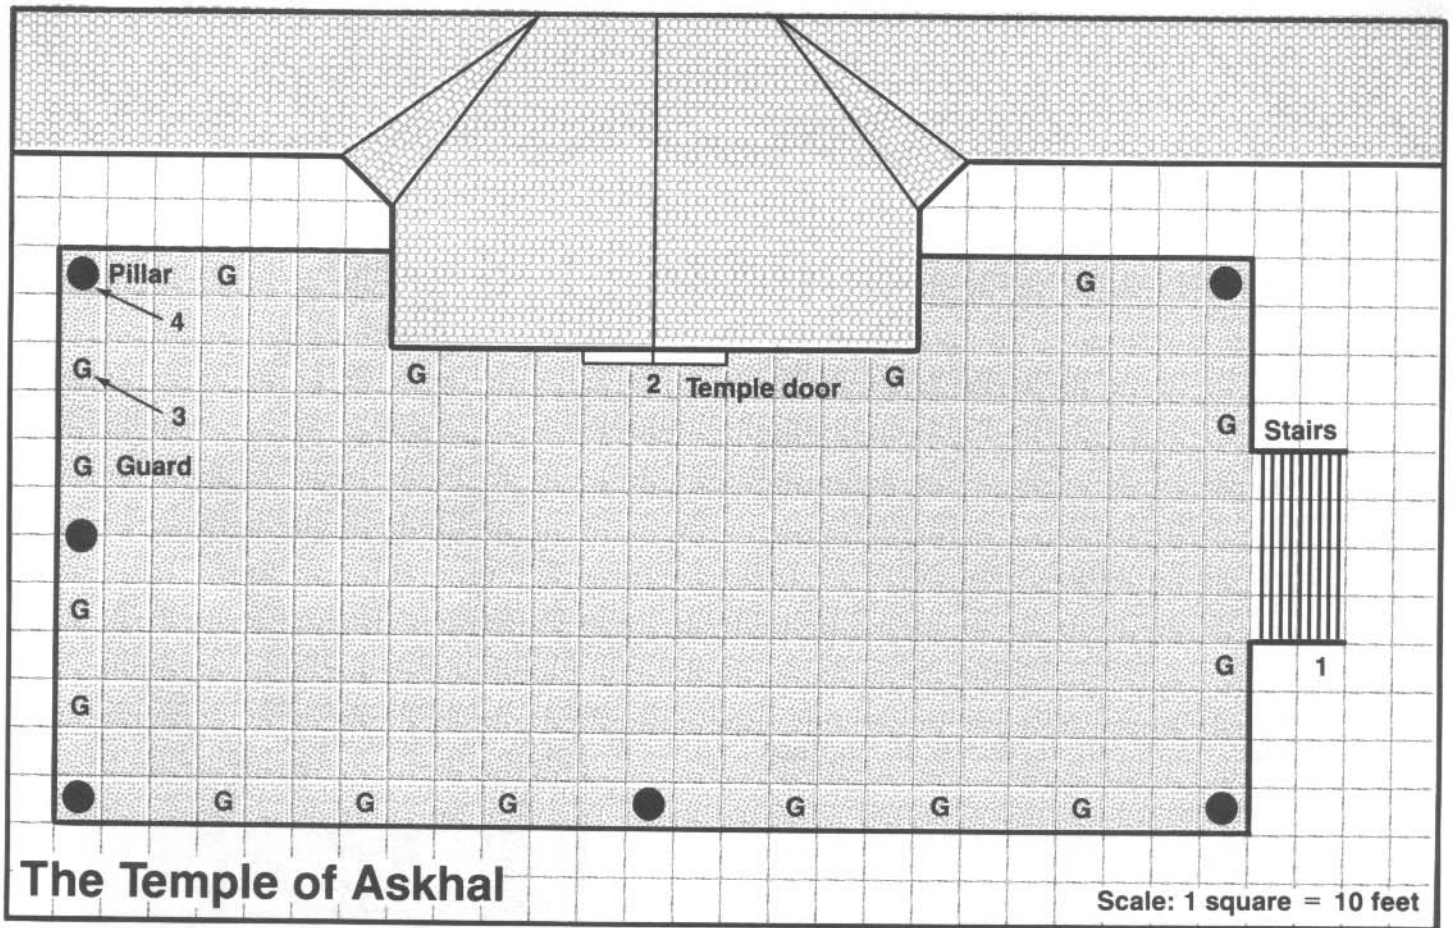 Pillar G G
4
G G 2 Temple door G
3
G Stairs
G Guard
G
G 1
G
G G G G G G
The Temple of Askhal
Scale: 1 square = 10 feet